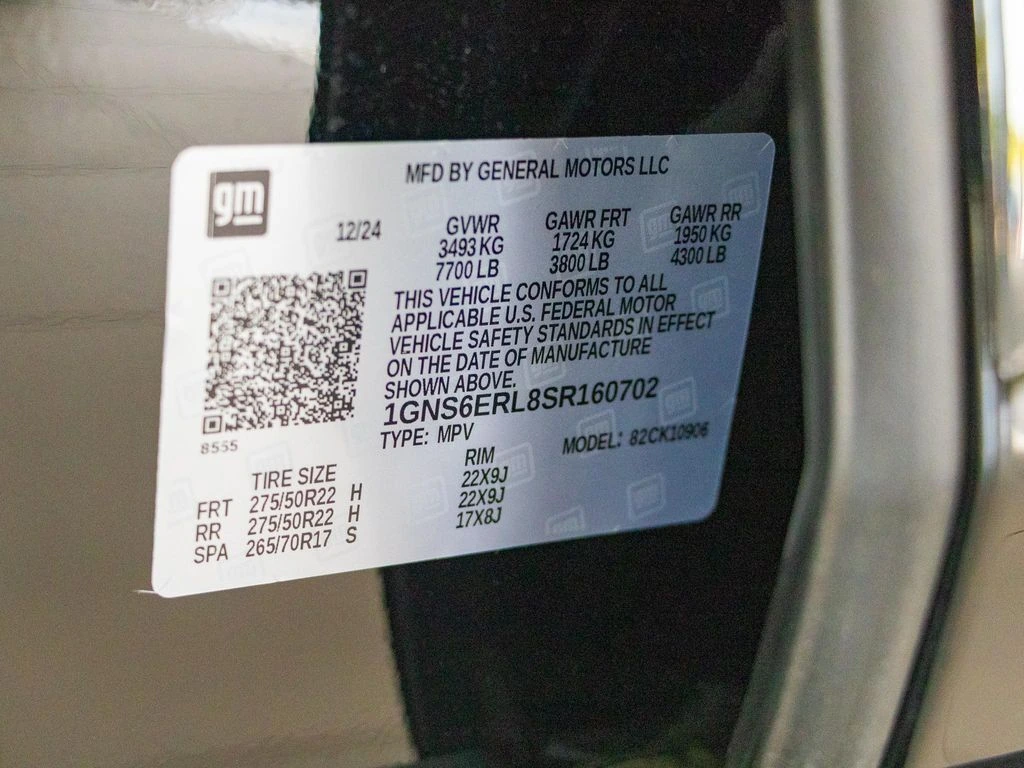 gm
MFD BY GENERAL MOTORS LLC
12/24 GVWR GAWR FRT GAWR RR
3493 KG 1724 KG 1950 KG
7700 LB 3800 LB 4300 LB
THIS VEHICLE CONFORMS TO ALL
APPLICABLE U.S. FEDERAL MOTOR
VEHICLE SAFETY STANDARDS IN EFFECT
ON THE DATE OF MANUFACTURE
SHOWN ABOVE.
1GNS6ERL8SR160702
8555
TYPE: MPV MODEL: 82CK10906
TIRE SIZE RIM
FRT 275/50R22 H 22X9J
RR 275/50R22 H 22X9J
SPA 265/70R17 S 17X8J